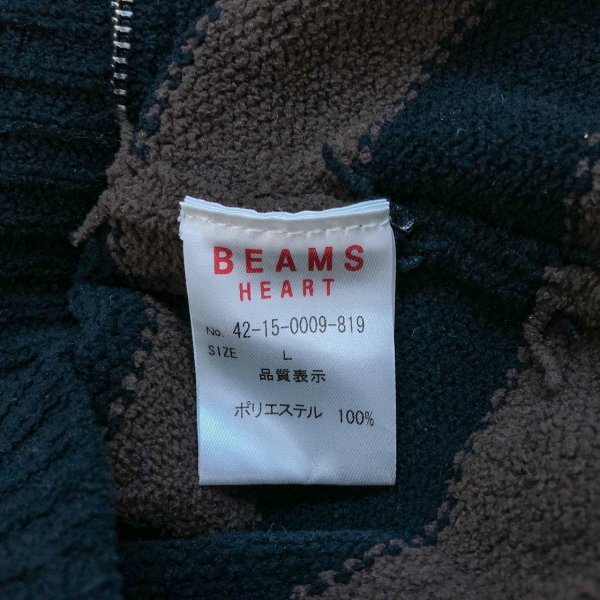 BEAMS
HEART
No. 42-15-0009-819
SIZE L
品質表示
ポリエステル 100%